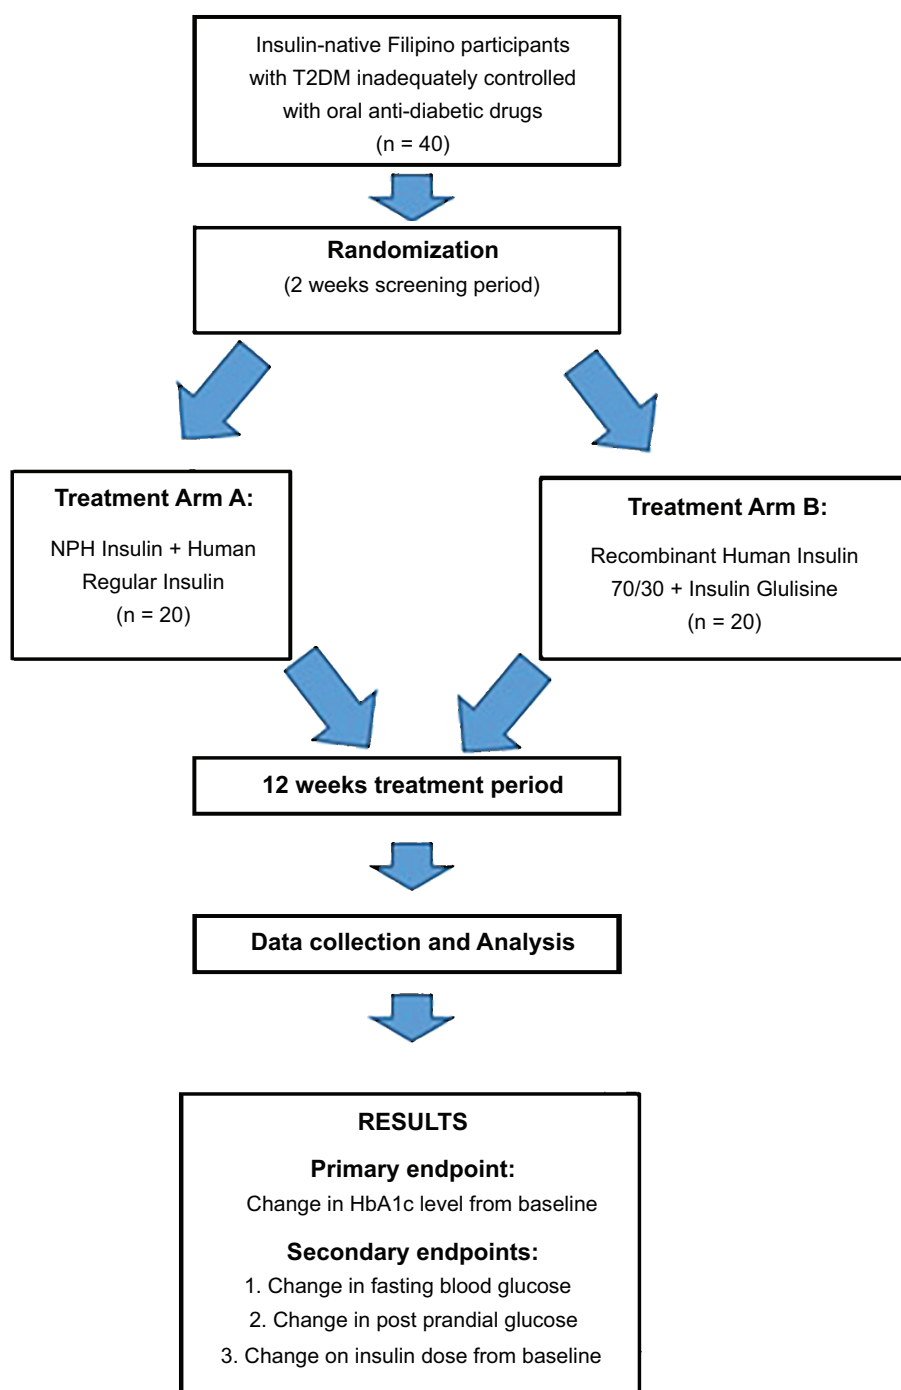 Insulin-native Filipino participants
with T2DM inadequately controlled
with oral anti-diabetic drugs
(n = 40)
Randomization
(2 weeks screening period)
Treatment Arm A:
NPH Insulin + Human
Regular Insulin
(n = 20)
Treatment Arm B:
Recombinant Human Insulin
70/30 + Insulin Glulisine
(n = 20)
12 weeks treatment period
Data collection and Analysis
RESULTS
Primary endpoint:
Change in HbA1c level from baseline
Secondary endpoints:
1. Change in fasting blood glucose
2. Change in post prandial glucose
3. Change on insulin dose from baseline